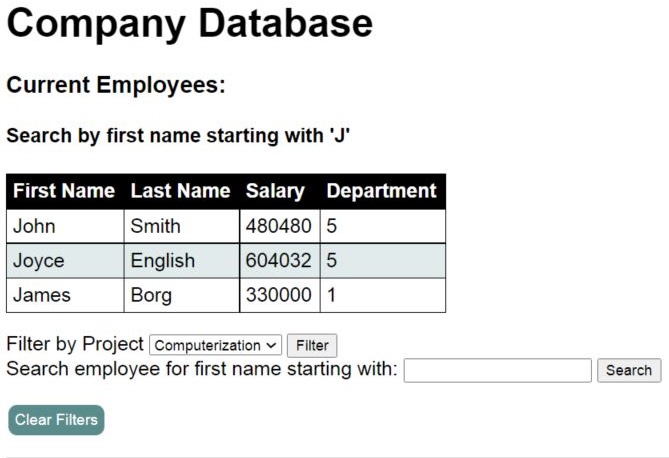 Company Database
Current Employees:
Search by first name starting with 'J'
First Name Last Name Salary Department
John Smith 480480 5
Joyce English 604032 5
James Borg 330000 1
Filter by Project Computerization Filter
Search employee for first name starting with: Search
Clear Filters